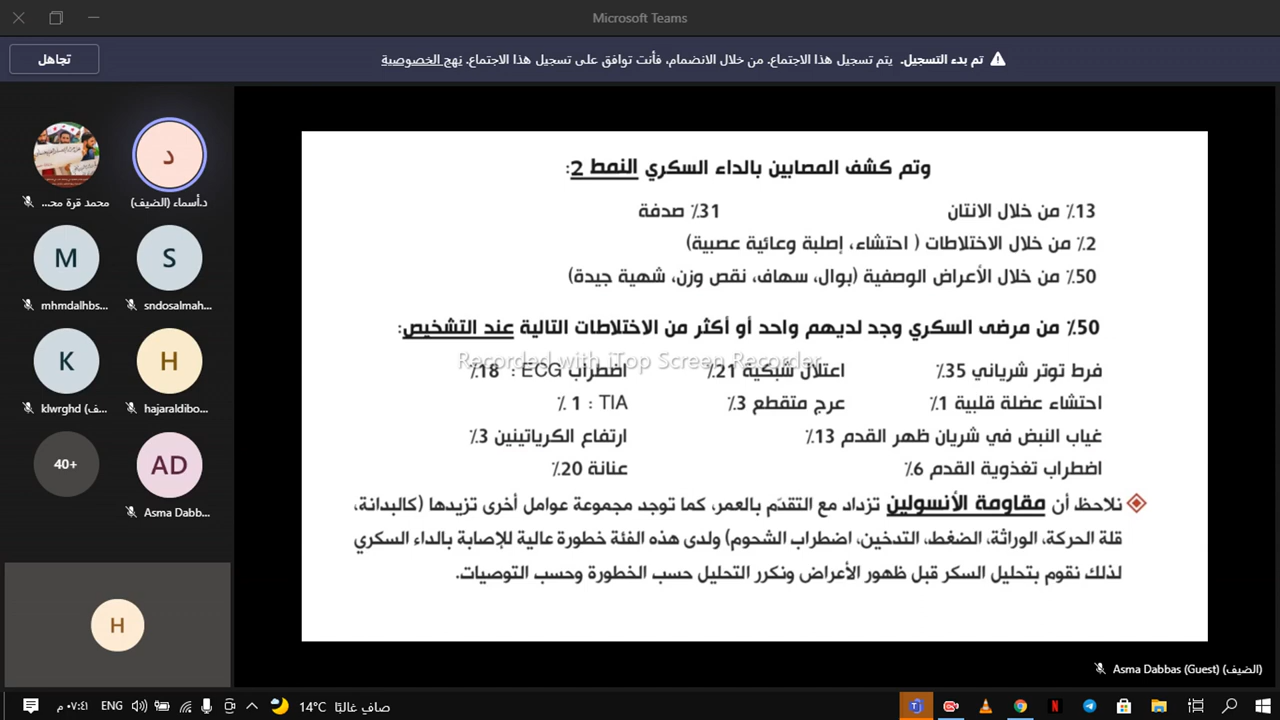 Microsoft Teams
تم بدء التسجيل. يتم تسجيل هذا الاجتماع. من خلال الانضمام، فأنت توافق على تسجيل هذا الاجتماع. نهج الخصوصية
تجاهل
وتم كشف المصابين بالداء السكري النمط 2:
13٪ من خلال الانتان 31٪ صدفة
2٪ من خلال الاختلاطات ( احتشاء، إصلبة وعائية عصبية)
50٪ من خلال الأعراض الوصفية (بوال، سهاف، نقص وزن، شهية جيدة)
50٪ من مرضى السكري وجد لديهم واحد أو أكثر من الاختلاطات التالية عند التشخيص:
Recorded with iTop Screen Recorder
فرط توتر شرياني 35٪ اعتلال شبكية 21٪ اضطراب ECG : 18٪
احتشاء عضلة قلبية 1٪ عرج متقطع 3٪ TIA : 1 ٪
غياب النبض في شريان ظهر القدم 13٪ ارتفاع الكرياتينين 3٪
اضطراب تغذوية القدم 6٪ عنانة 20٪
نلاحظ أن مقاومة الأنسولين تزداد مع التقدّم بالعمر، كما توجد مجموعة عوامل أخرى تزيدها (كالبدانة،
قلة الحركة، الوراثة، الضغط، التدخين، اضطراب الشحوم) ولدى هذه الفئة خطورة عالية للإصابة بالداء السكري
لذلك نقوم بتحليل السكر قبل ظهور الأعراض ونكرر التحليل حسب الخطورة وحسب التوصيات.
د
د.أسماء (الضيف)
محمد قرة محـ...
S
sndosalmah...
M
mhmdalhbs...
H
hajaraldibo...
K
klwrghd (ف...
AD
Asma Dabb...
40+
H
Asma Dabbas (Guest) (الضيف)
٠٧:٤١ م
ENG
14°C صافٍ غالبًا